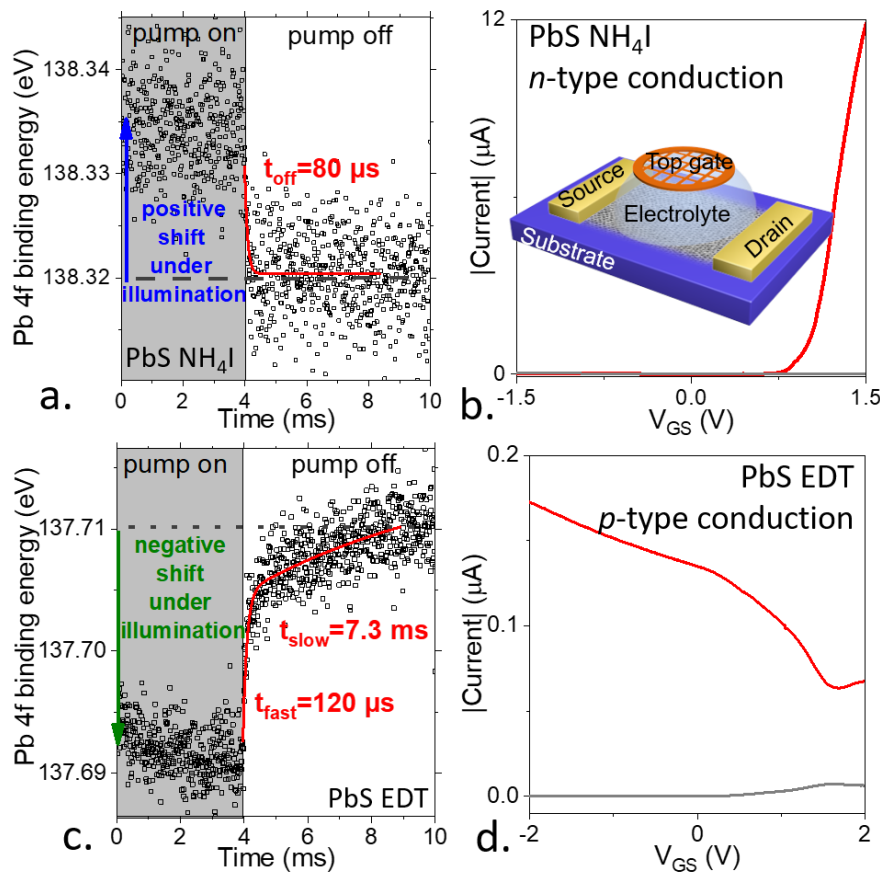 pump on
pump off
138.34
138.33
138.32
Pb 4f binding energy (eV)
t_off=80 µs
positive
shift
under
illumination
PbS NH₄I
0
2
4
6
8
10
Time (ms)
a.
PbS NH₄I
n-type conduction
12
0
|Current| (µA)
Top gate
Source
Electrolyte
Drain
Substrate
-1.5
0.0
1.5
V_GS (V)
b.
pump on
pump off
137.71
137.70
137.69
Pb 4f binding energy (eV)
negative
shift
under
illumination
t_slow=7.3 ms
t_fast=120 µs
PbS EDT
0
2
4
6
8
10
Time (ms)
c.
PbS EDT
p-type conduction
0.2
0.1
0.0
|Current| (µA)
-2
0
2
V_GS (V)
d.